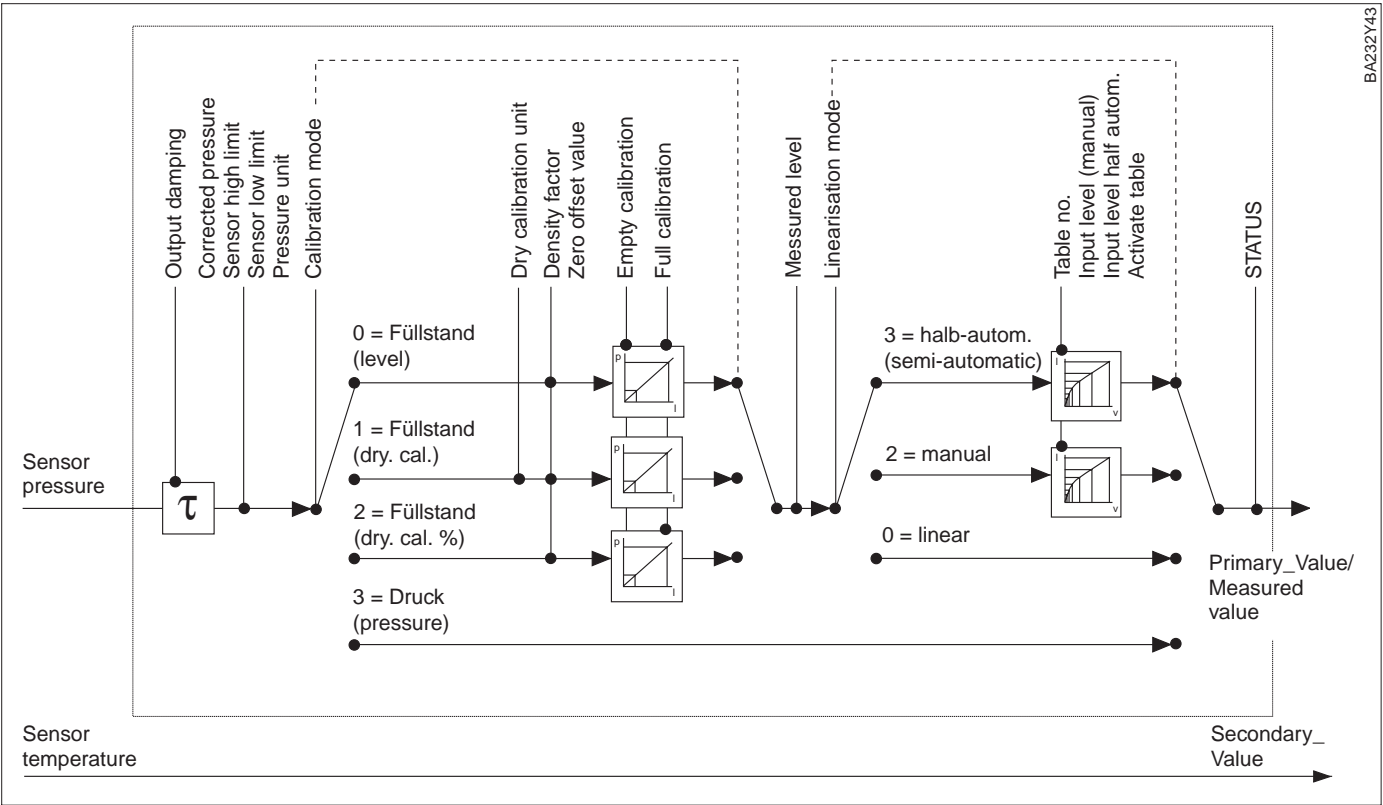 BA232Y43
Output damping
Corrected pressure
Sensor high limit
Sensor low limit
Pressure unit
Calibration mode
Dry calibration unit
Density factor
Zero offset value
Empty calibration
Full calibration
Messured level
Linearisation mode
Table no.
Input level (manual)
Input level half autom.
Activate table
STATUS
0 = Füllstand
(level)
1 = Füllstand
(dry. cal.)
2 = Füllstand
(dry. cal. %)
3 = Druck
(pressure)
p
l
p
l
p
l
3 = halb-autom.
(semi-automatic)
2 = manual
0 = linear
l
v
l
v
Sensor
pressure
τ
Primary_Value/
Measured
value
Sensor
temperature
Secondary_
Value